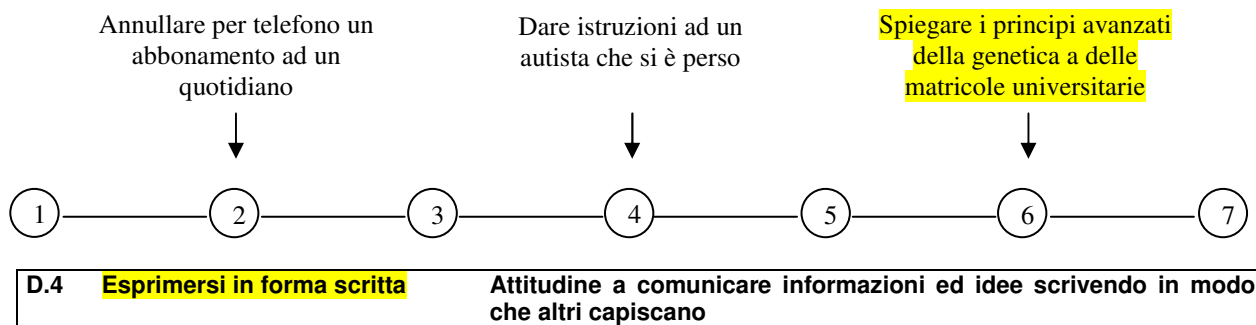 Annullare per telefono un
abbonamento ad un
quotidiano
Dare istruzioni ad un
autista che si è perso
Spiegare i principi avanzati
della genetica a delle
matricole universitarie
1 2 3 4 5 6 7
D.4 Esprimersi in forma scritta Attitudine a comunicare informazioni ed idee scrivendo in modo
che altri capiscano